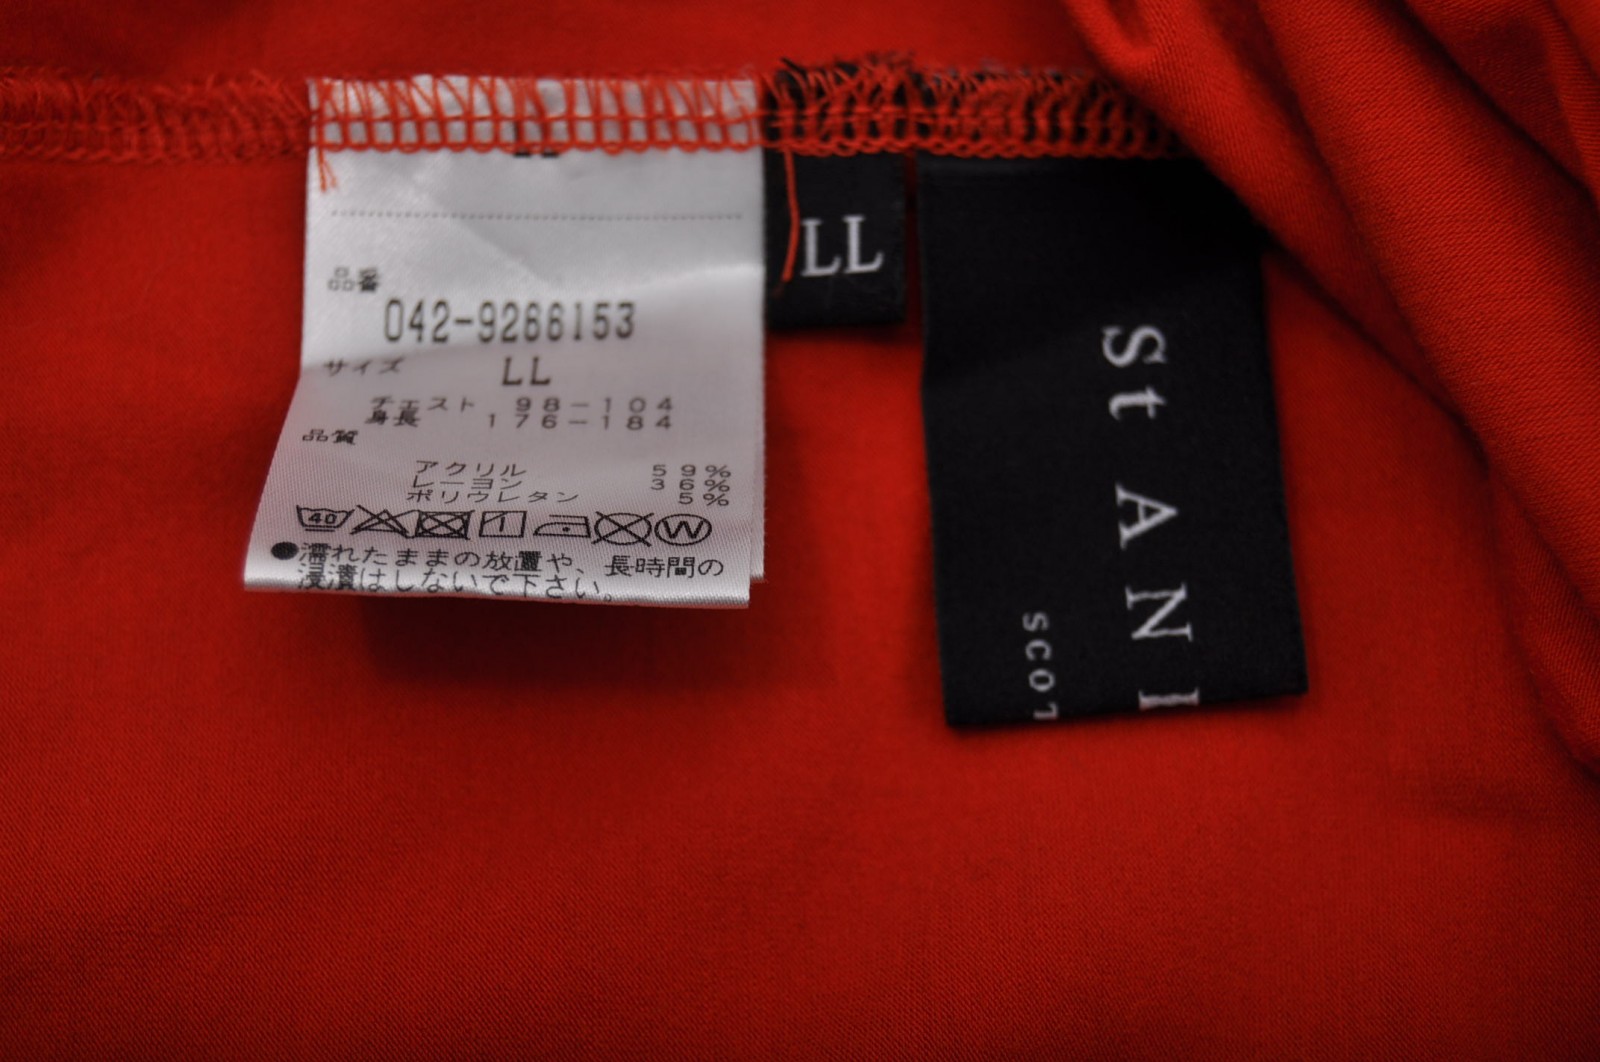 品番
042-9266153
サイズ LL
チェスト 98-104
身長 176-184
品質
アクリル 59%
レーヨン 36%
ポリウレタン 5%
40 W
●濡れたままの放置や、長時間の
浸漬はしないで下さい。
LL
St AN
SCOT